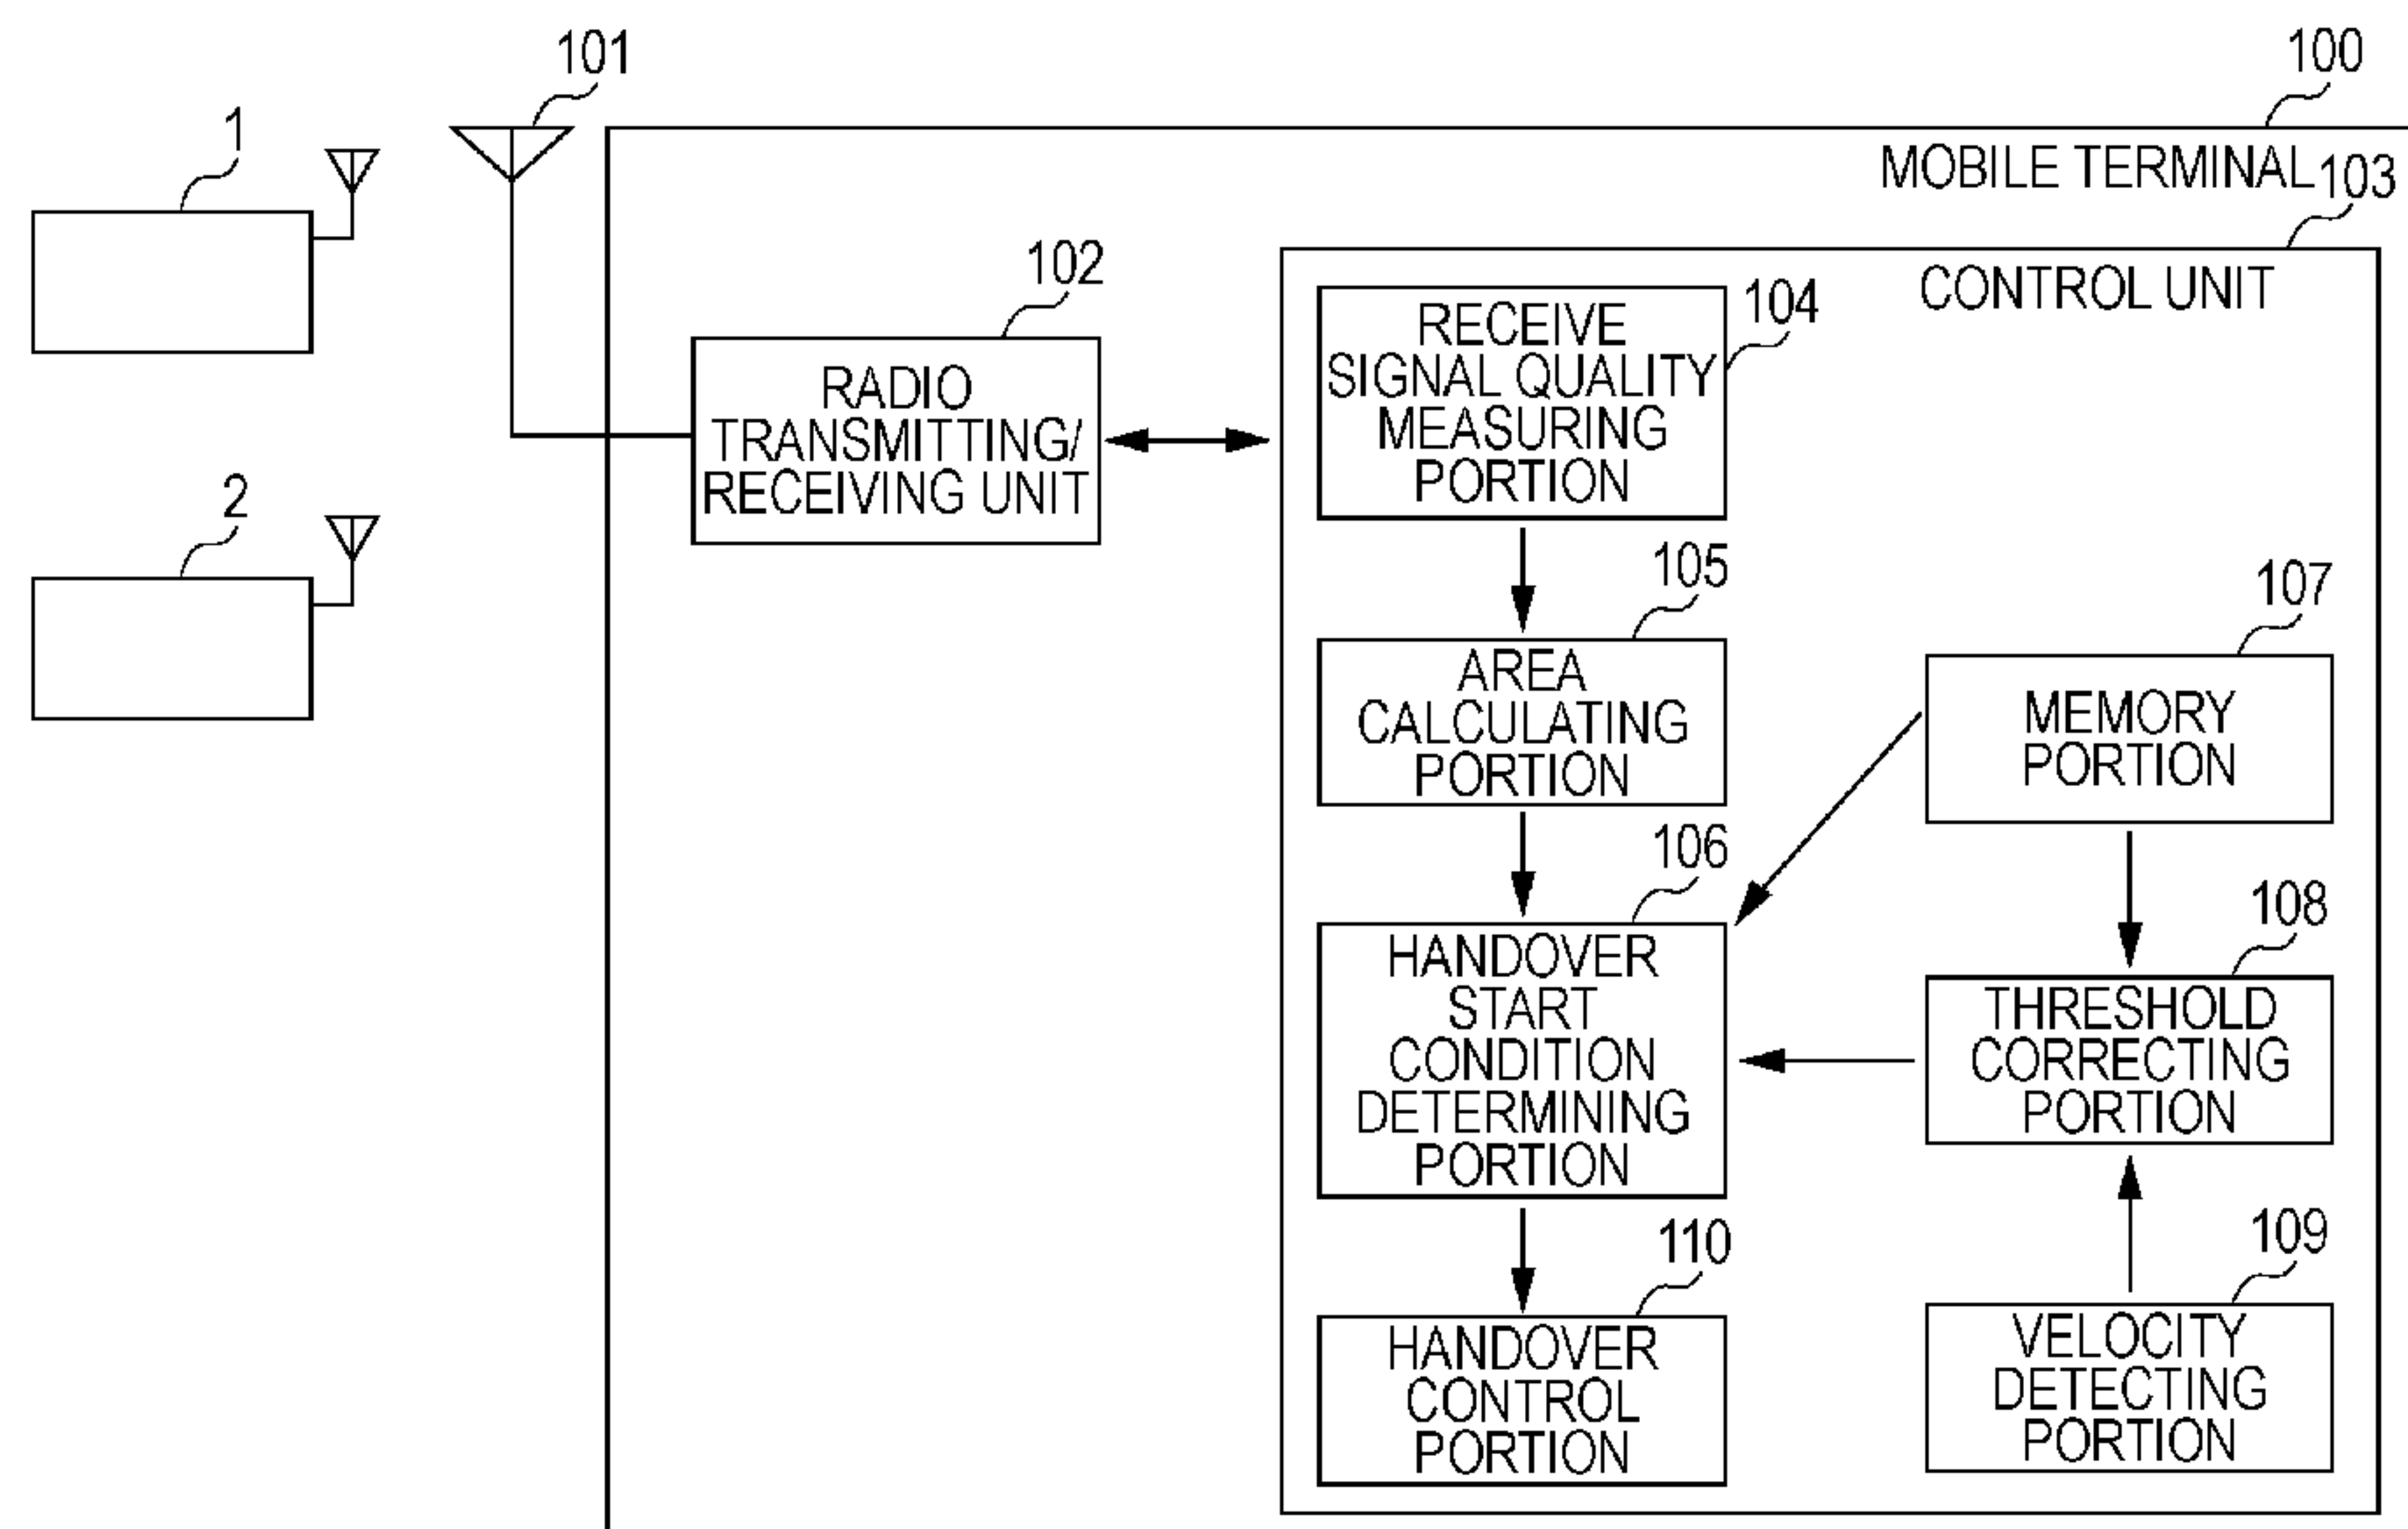 101
100
1
MOBILE TERMINAL
103
102
CONTROL UNIT
RECEIVE
SIGNAL QUALITY
MEASURING
PORTION
104
RADIO
TRANSMITTING/
RECEIVING UNIT
2
105
AREA
CALCULATING
PORTION
107
MEMORY
PORTION
106
HANDOVER
START
CONDITION
DETERMINING
PORTION
108
THRESHOLD
CORRECTING
PORTION
110
HANDOVER
CONTROL
PORTION
109
VELOCITY
DETECTING
PORTION